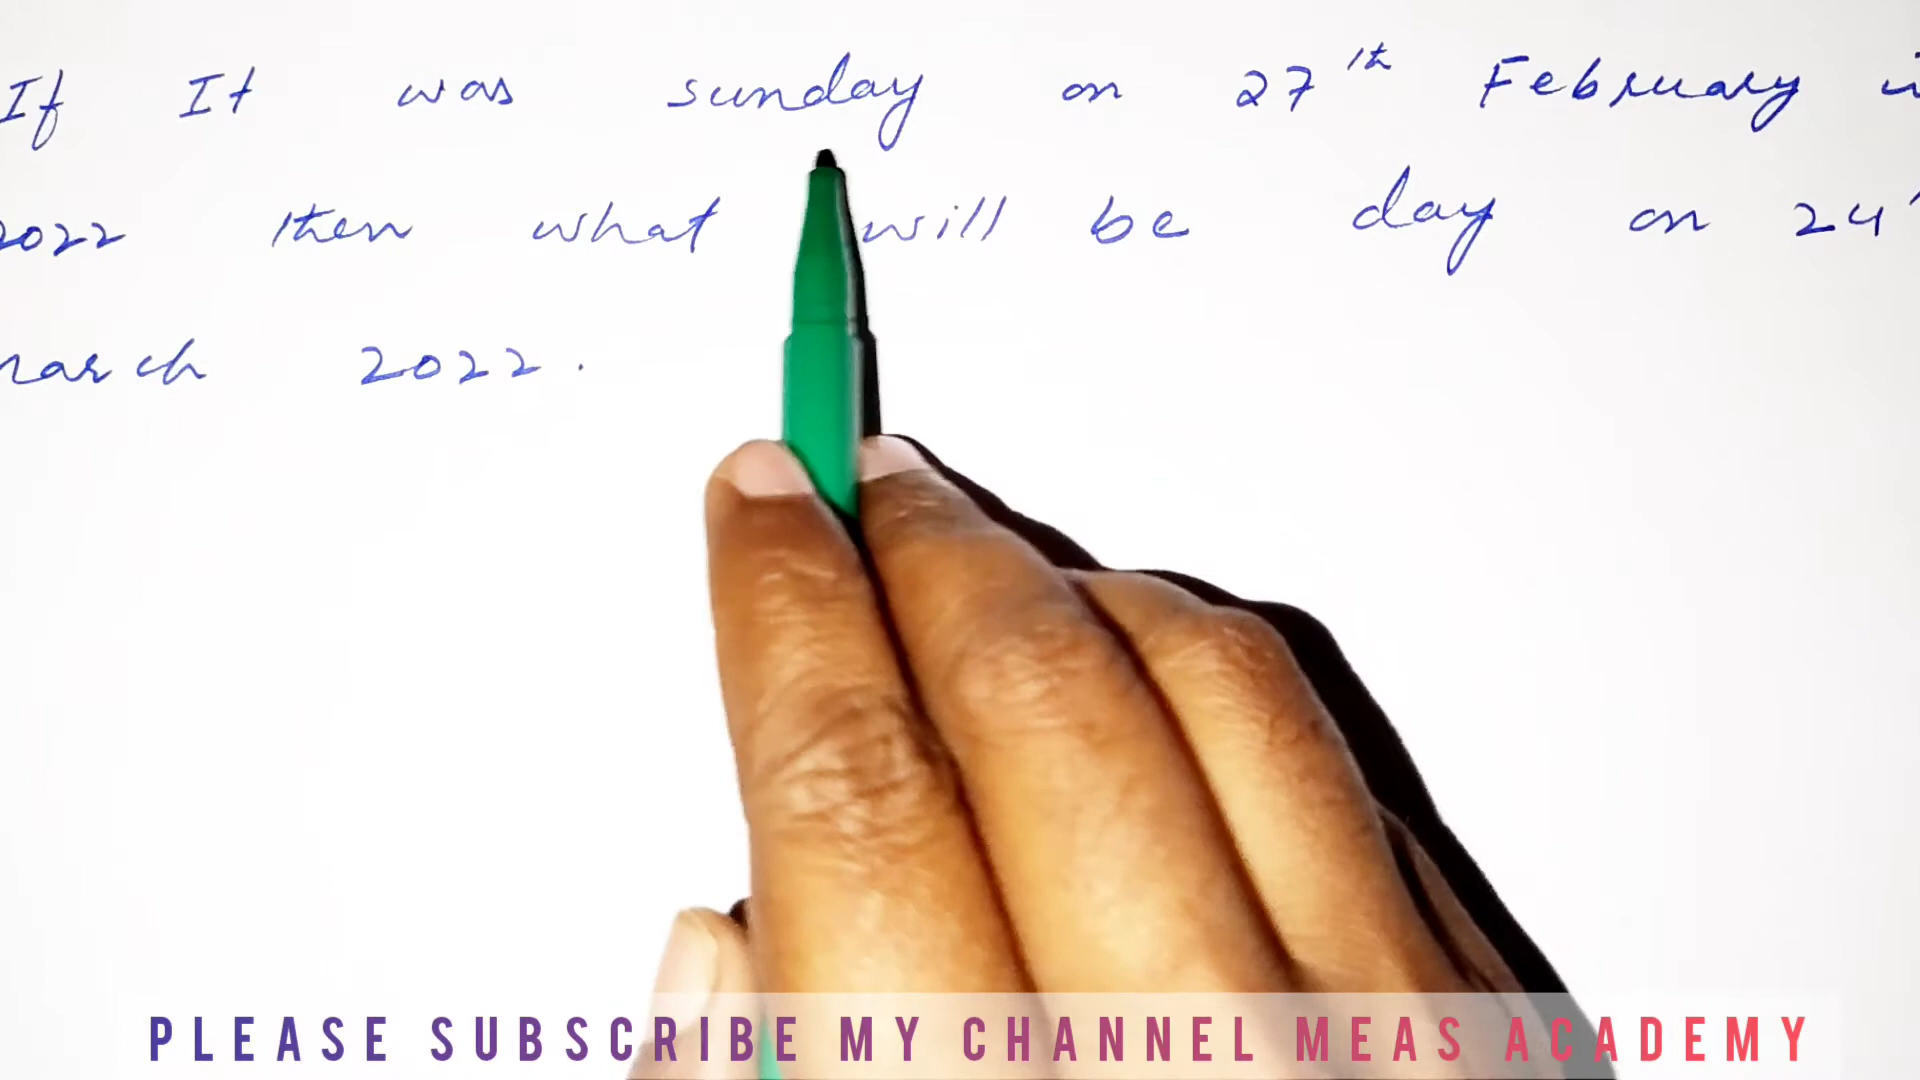 If It was sunday on 27th February
2022 then what will be day on 24
march 2022.
PLEASE SUBSCRIBE MY CHANNEL MEAS ACADEMY